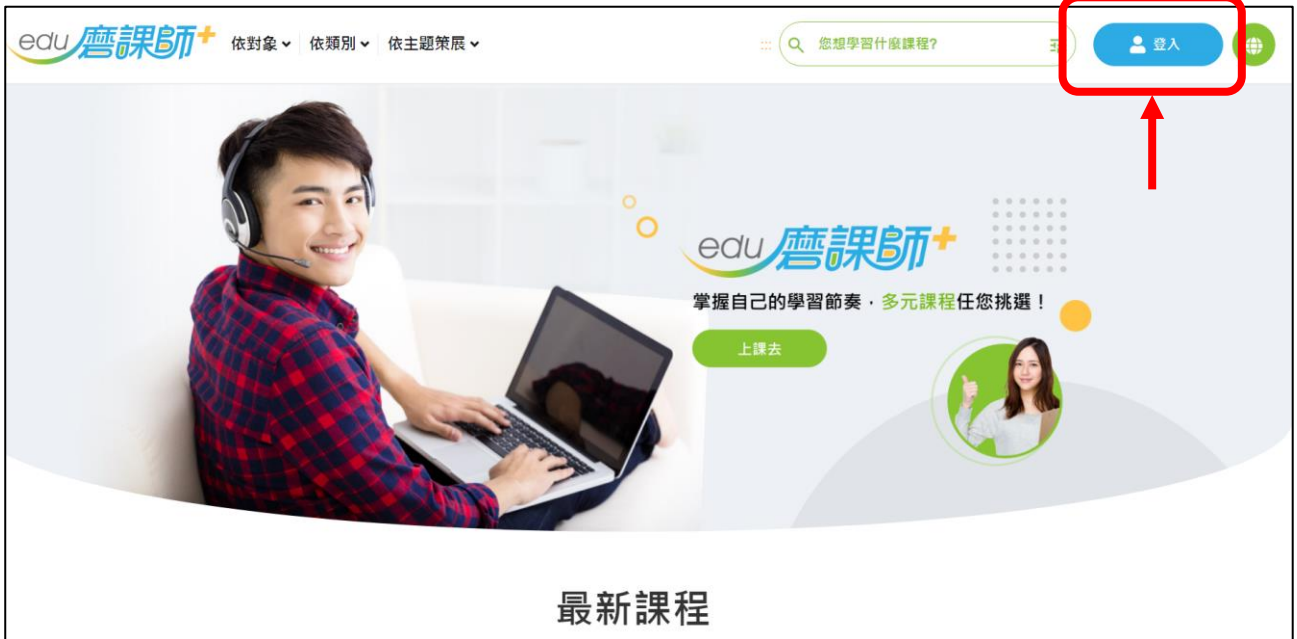 edu磨課師+ 依對象 依類別 依主題策展 您想學習什麼課程? 登入
edu磨課師+
掌握自己的學習節奏，多元課程任您挑選！
上課去
最新課程